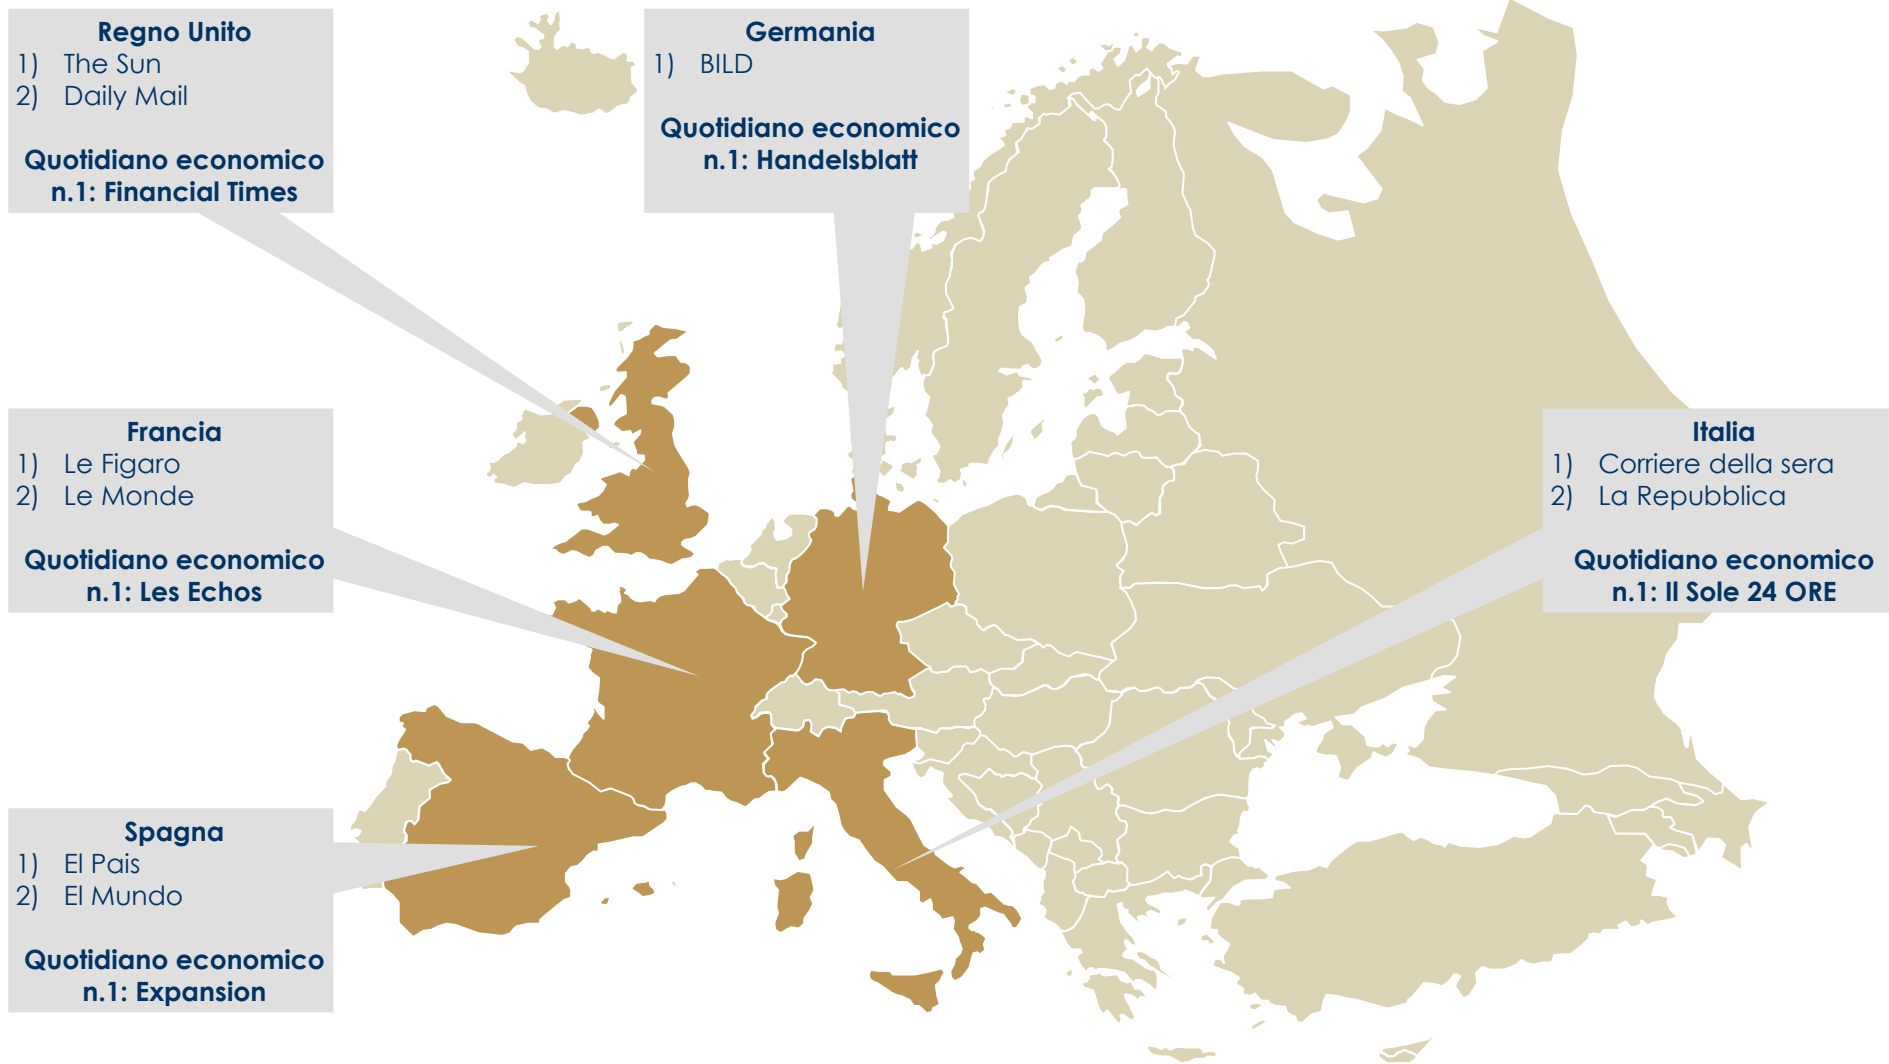 Regno Unito
1) The Sun
2) Daily Mail
Quotidiano economico
n.1: Financial Times
Germania
1) BILD
Quotidiano economico
n.1: Handelsblatt
Francia
1) Le Figaro
2) Le Monde
Quotidiano economico
n.1: Les Echos
Italia
1) Corriere della sera
2) La Repubblica
Quotidiano economico
n.1: Il Sole 24 ORE
Spagna
1) El Pais
2) El Mundo
Quotidiano economico
n.1: Expansion